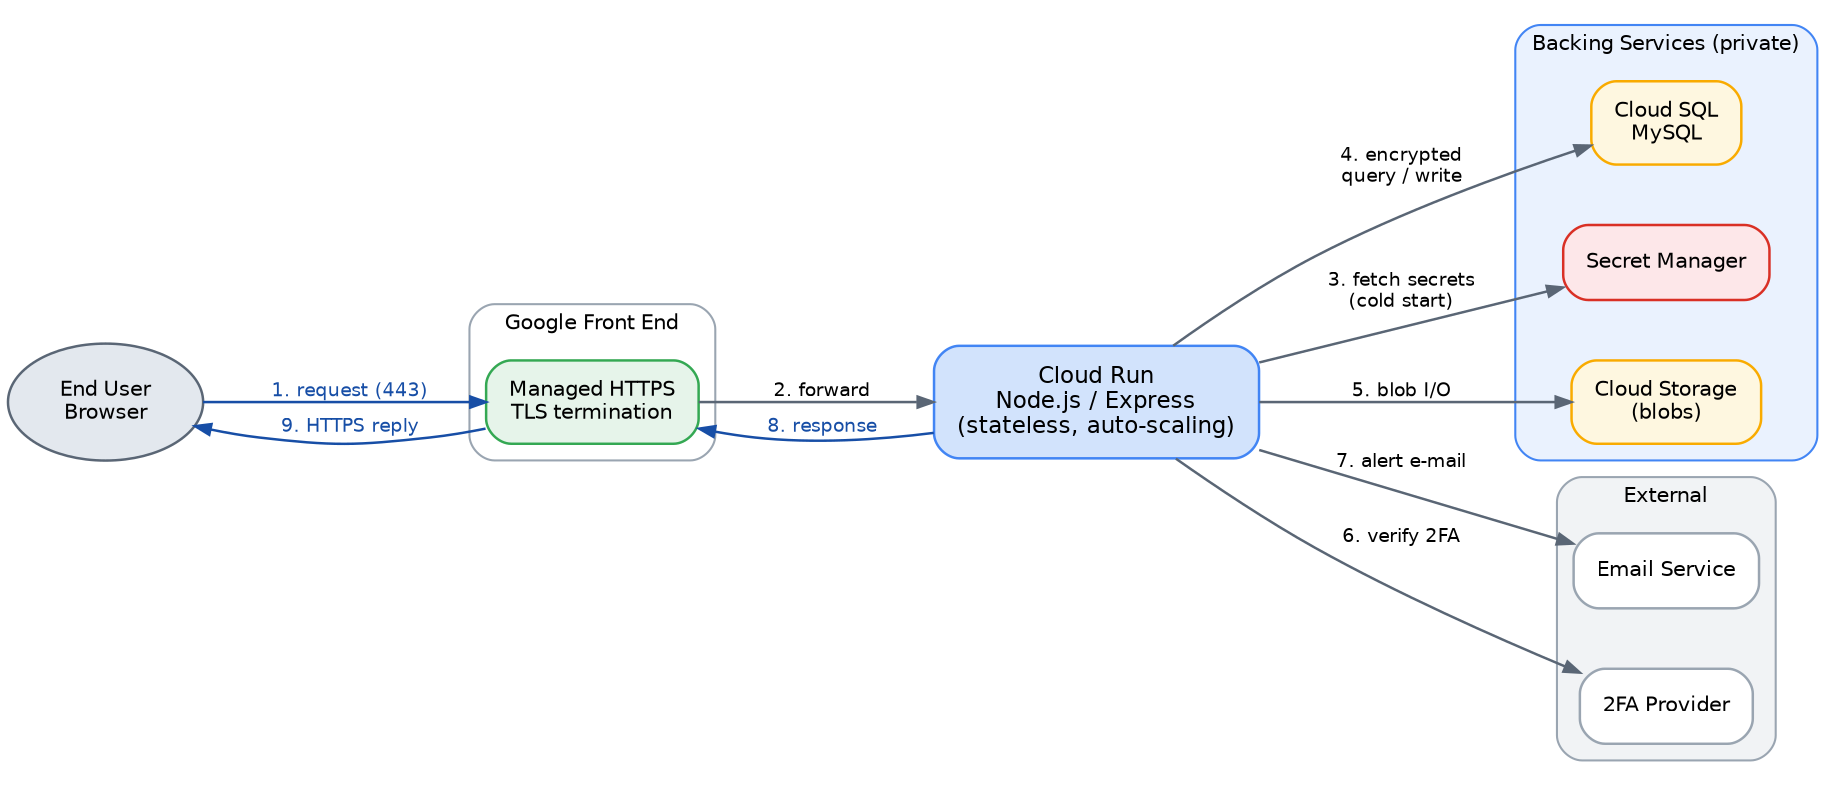 Backing Services (private)
Cloud SQL
MySQL
4. encrypted
query / write
Secret Manager
3. fetch secrets
(cold start)
Google Front End
End User
Browser
1. request (443)
9. HTTPS reply
Managed HTTPS
TLS termination
2. forward
8. response
Cloud Run
Node.js / Express
(stateless, auto-scaling)
5. blob I/O
Cloud Storage
(blobs)
7. alert e-mail
External
6. verify 2FA
Email Service
2FA Provider